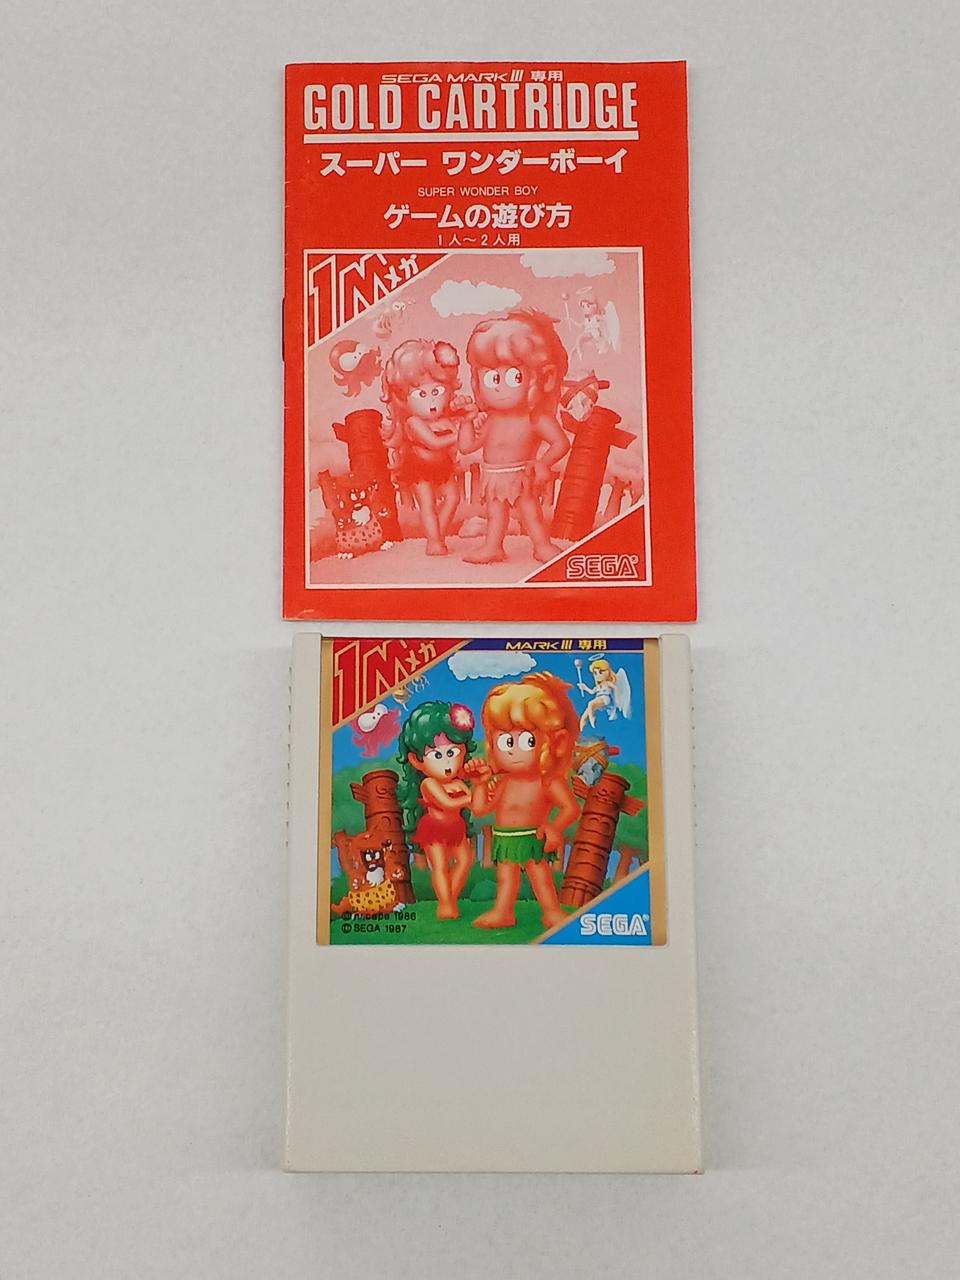 SEGA MARK III 専用
GOLD CARTRIDGE
スーパー ワンダーボーイ
SUPER WONDER BOY
ゲームの遊び方
1人～2人用
1Mメガ
SEGA®
1Mメガ
MARK III 専用
© Escape 1986
© SEGA 1987
SEGA®